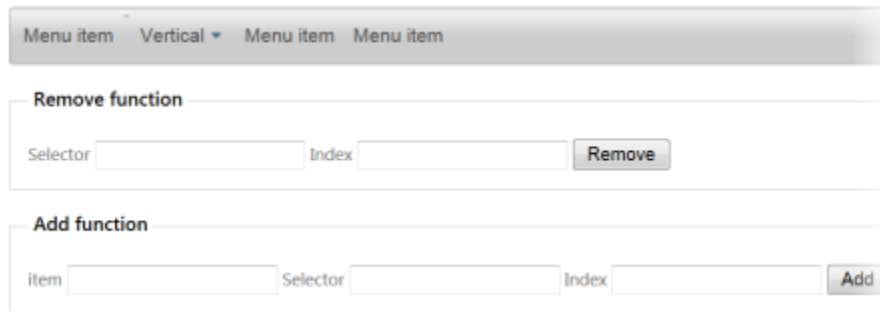 Menu item Vertical Menu item Menu item
Remove function
Selector Index Remove
Add function
item Selector Index Add